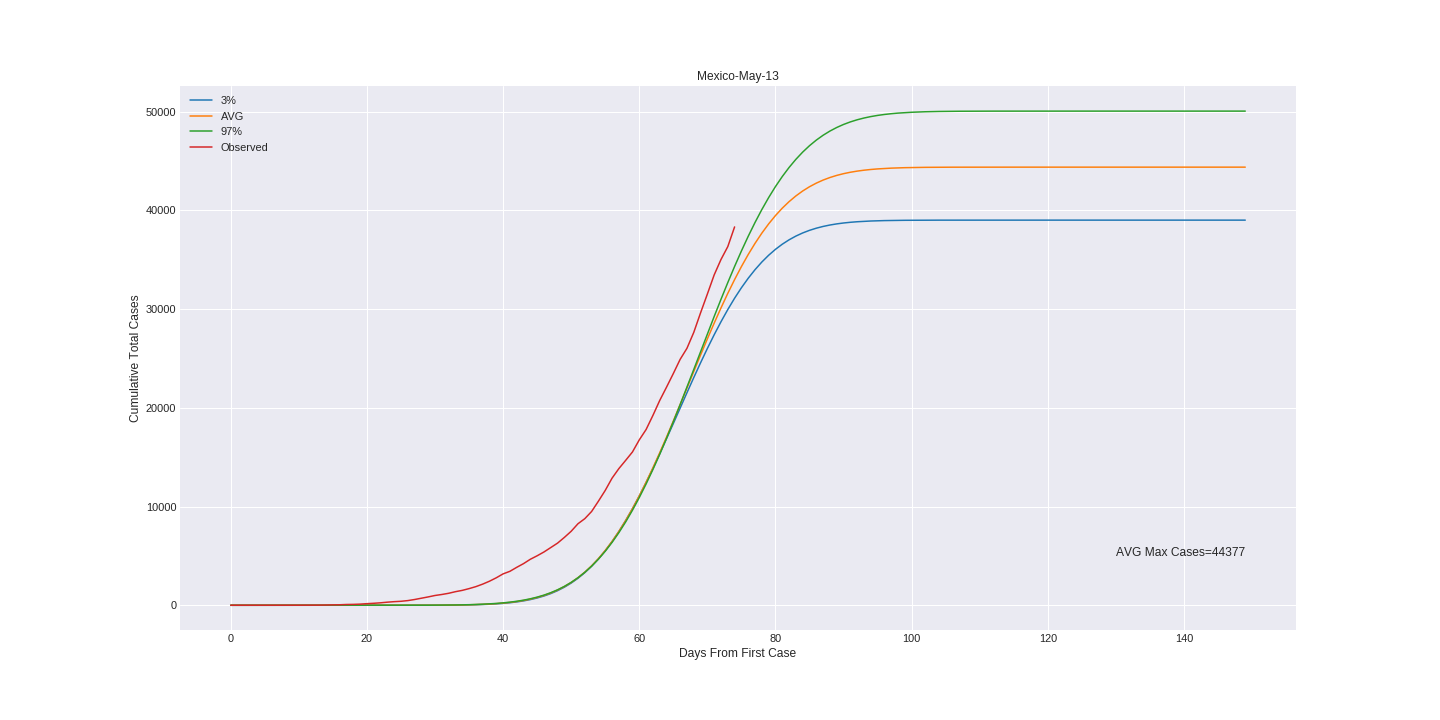 Mexico-May-13
3%
AVG
97%
Observed
50000
40000
30000
20000
10000
0
Cumulative Total Cases
AVG Max Cases=44377
0 20 40 60 80 100 120 140
Days From First Case